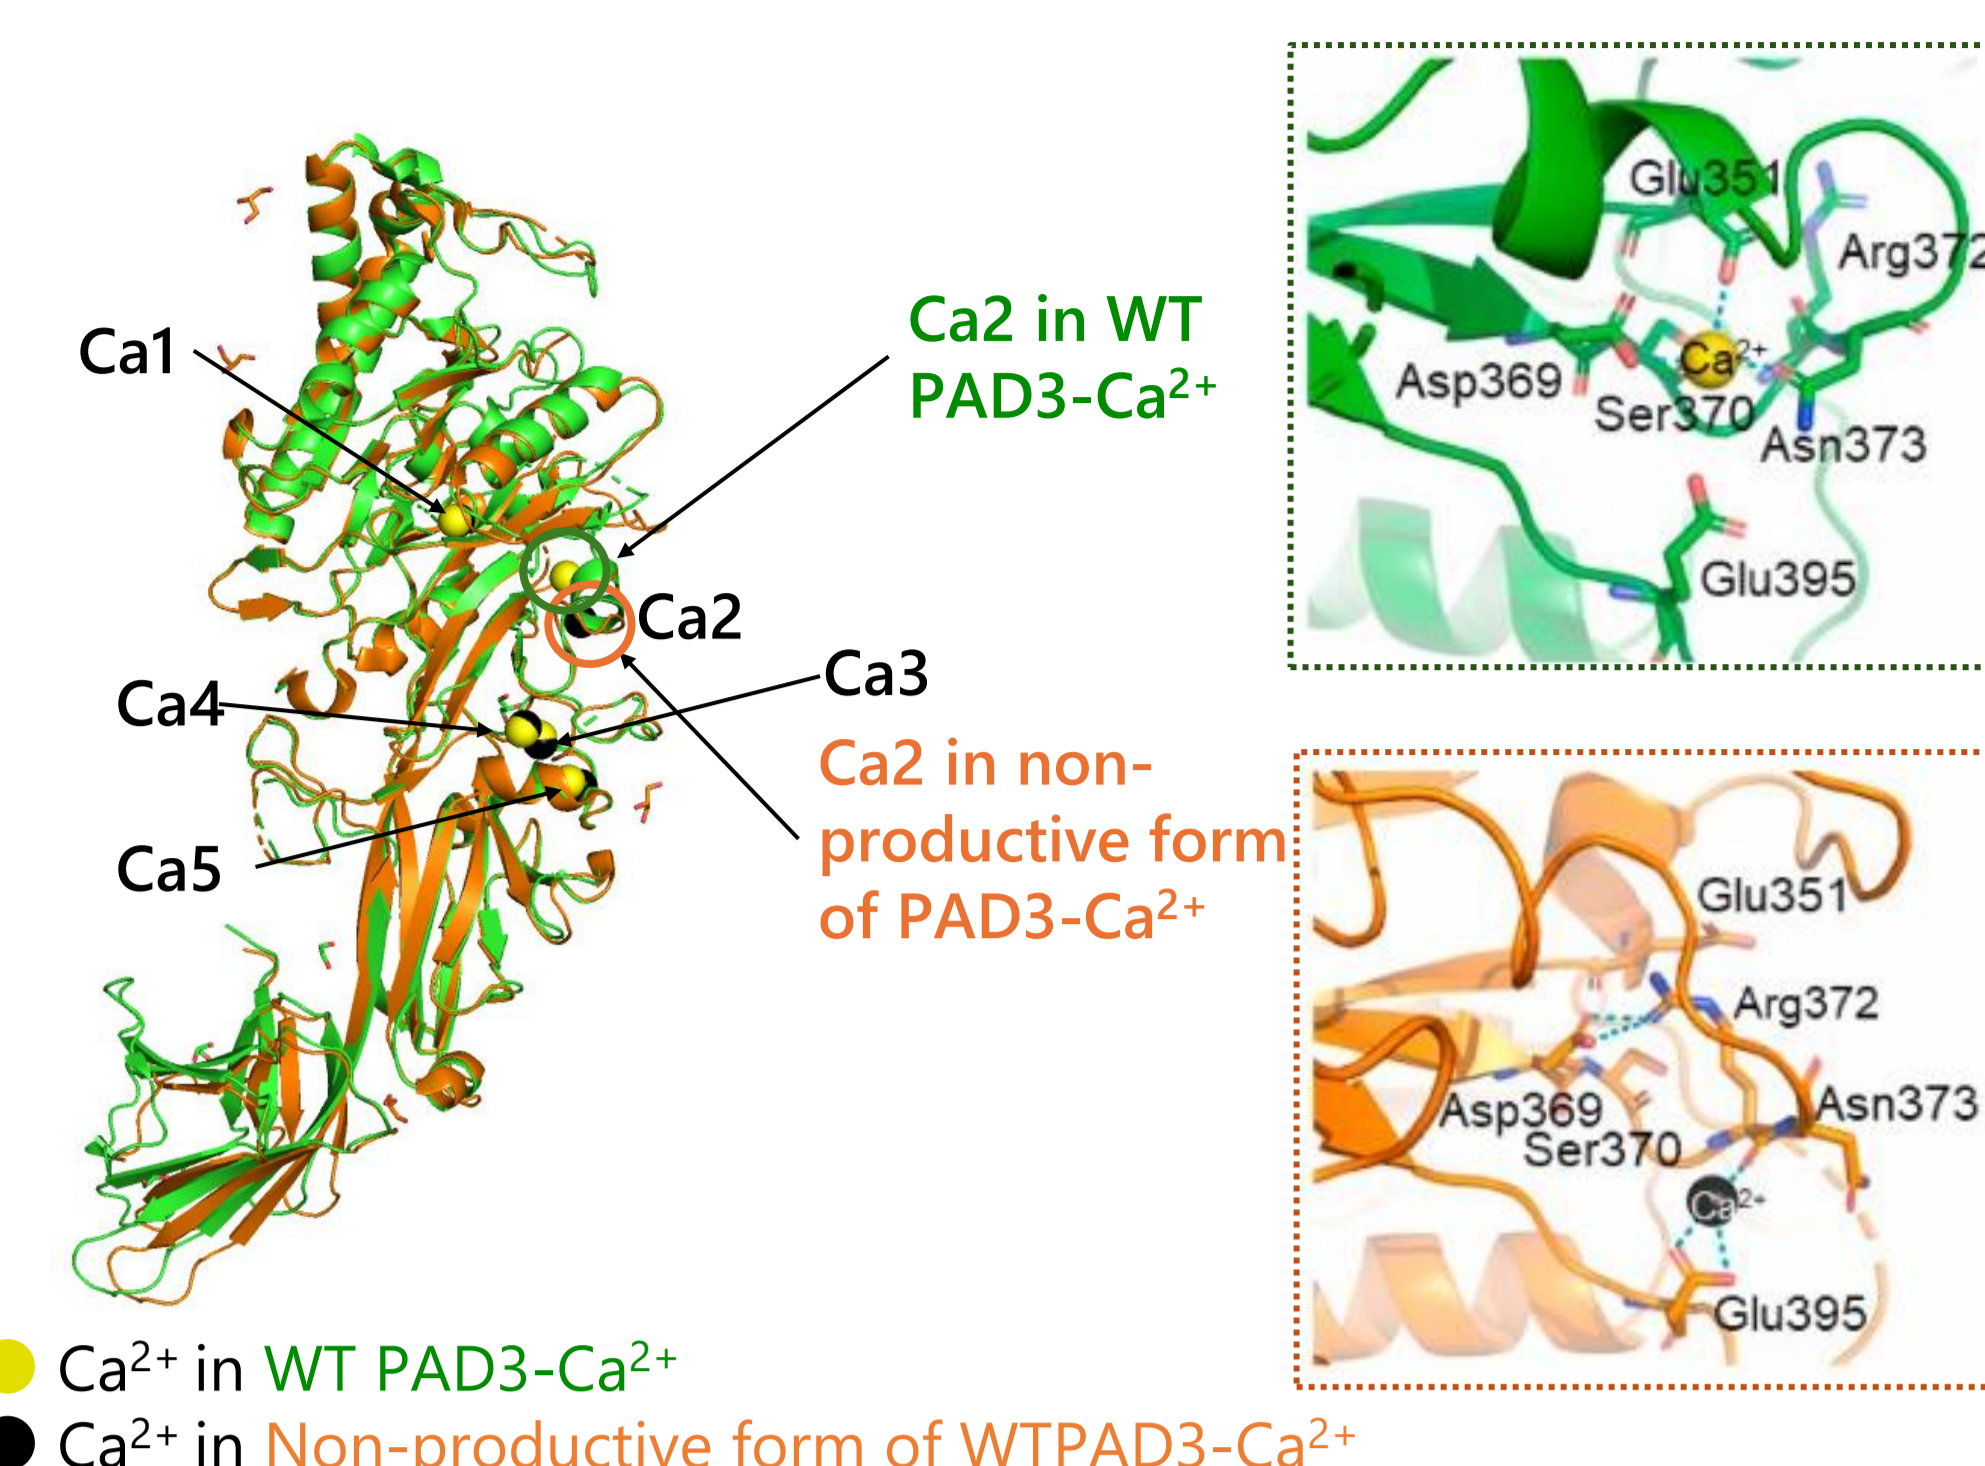 Ca1
Ca2 in WT
PAD3-Ca²⁺
Ca2
Ca3
Ca4
Ca2 in non-
productive form
of PAD3-Ca²⁺
Ca5
Glu351
Arg372
Ca²⁺
Asp369
Ser370
Asn373
Glu395
Glu351
Arg372
Asp369
Asn373
Ser370
Ca²⁺
Glu395
Ca²⁺ in WT PAD3-Ca²⁺
Ca²⁺ in Non-productive form of WTPAD3-Ca²⁺